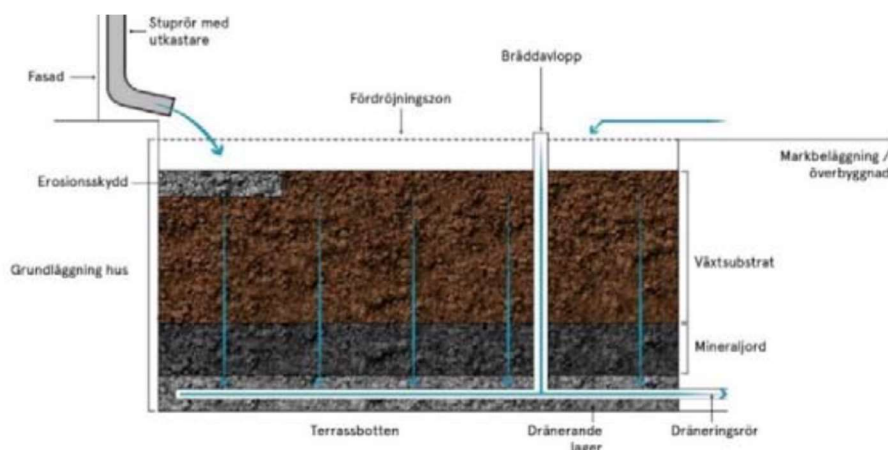 Stuprör med
utkastare
Fasad
Bräddavlopp
Fördröjningszon
Markbeläggning /
överbyggnad
Erosionsskydd
Grundläggning hus
Växtsubstrat
Mineraljord
Terrassbotten
Dränerande
lager
Dräneringsrör